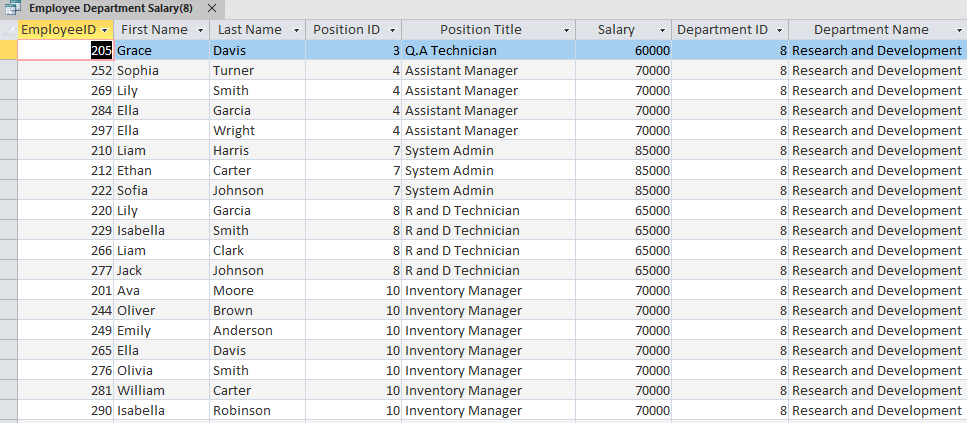 Employee Department Salary(8)
EmployeeID First Name Last Name Position ID Position Title Salary Department ID Department Name
205 Grace Davis 3 Q.A Technician 60000 8 Research and Development
252 Sophia Turner 4 Assistant Manager 70000 8 Research and Development
269 Lily Smith 4 Assistant Manager 70000 8 Research and Development
284 Ella Garcia 4 Assistant Manager 70000 8 Research and Development
297 Ella Wright 4 Assistant Manager 70000 8 Research and Development
210 Liam Harris 7 System Admin 85000 8 Research and Development
212 Ethan Carter 7 System Admin 85000 8 Research and Development
222 Sofia Johnson 7 System Admin 85000 8 Research and Development
220 Lily Garcia 8 R and D Technician 65000 8 Research and Development
229 Isabella Smith 8 R and D Technician 65000 8 Research and Development
266 Liam Clark 8 R and D Technician 65000 8 Research and Development
277 Jack Johnson 8 R and D Technician 65000 8 Research and Development
201 Ava Moore 10 Inventory Manager 70000 8 Research and Development
244 Oliver Brown 10 Inventory Manager 70000 8 Research and Development
249 Emily Anderson 10 Inventory Manager 70000 8 Research and Development
265 Ella Davis 10 Inventory Manager 70000 8 Research and Development
276 Olivia Smith 10 Inventory Manager 70000 8 Research and Development
281 William Carter 10 Inventory Manager 70000 8 Research and Development
290 Isabella Robinson 10 Inventory Manager 70000 8 Research and Development